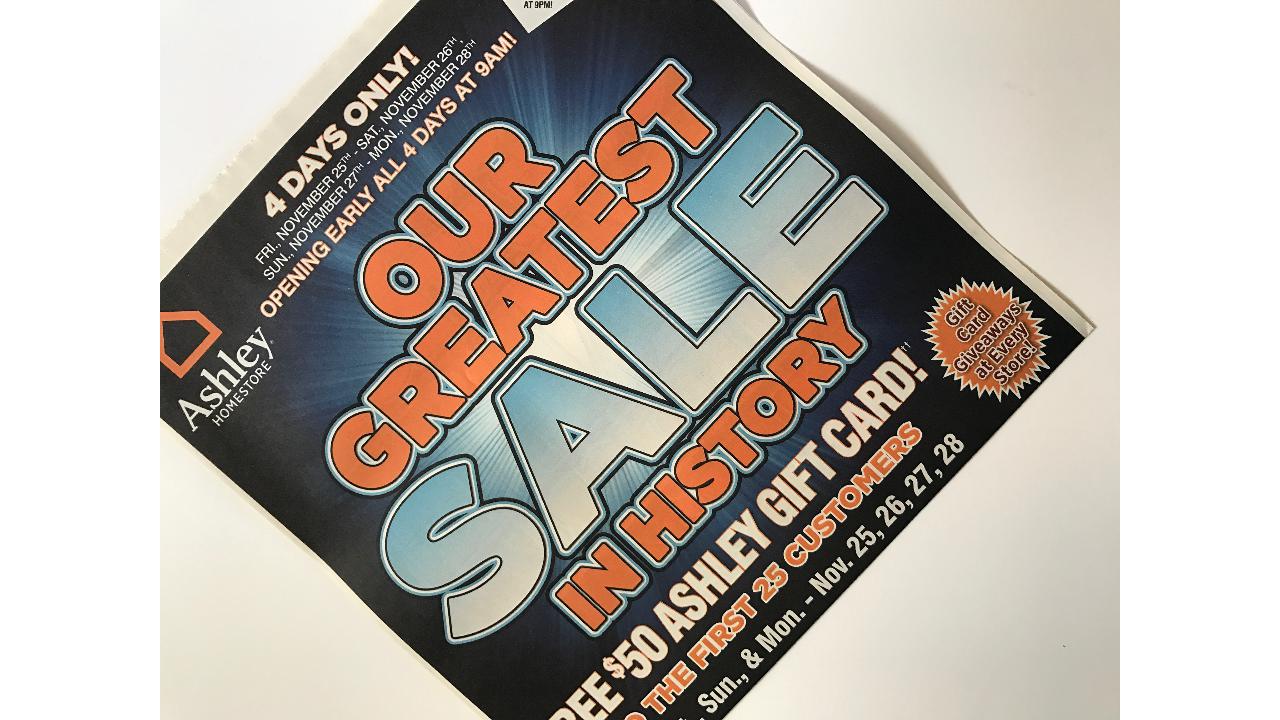 AT 9PM!
4 DAYS ONLY!
FRI., NOVEMBER 25TH - SAT., NOVEMBER 26TH,
SUN., NOVEMBER 27TH - MON., NOVEMBER 28TH
OPENING EARLY ALL 4 DAYS AT 9AM!
Ashley
HOMESTORE
OUR
GREATEST
SALE
IN HISTORY
Gift
Card
Giveaways
at Every
Store!
$50 ASHLEY GIFT CARD!††
THE FIRST 25 CUSTOMERS
Sun., & Mon. - Nov. 25, 26, 27, 28